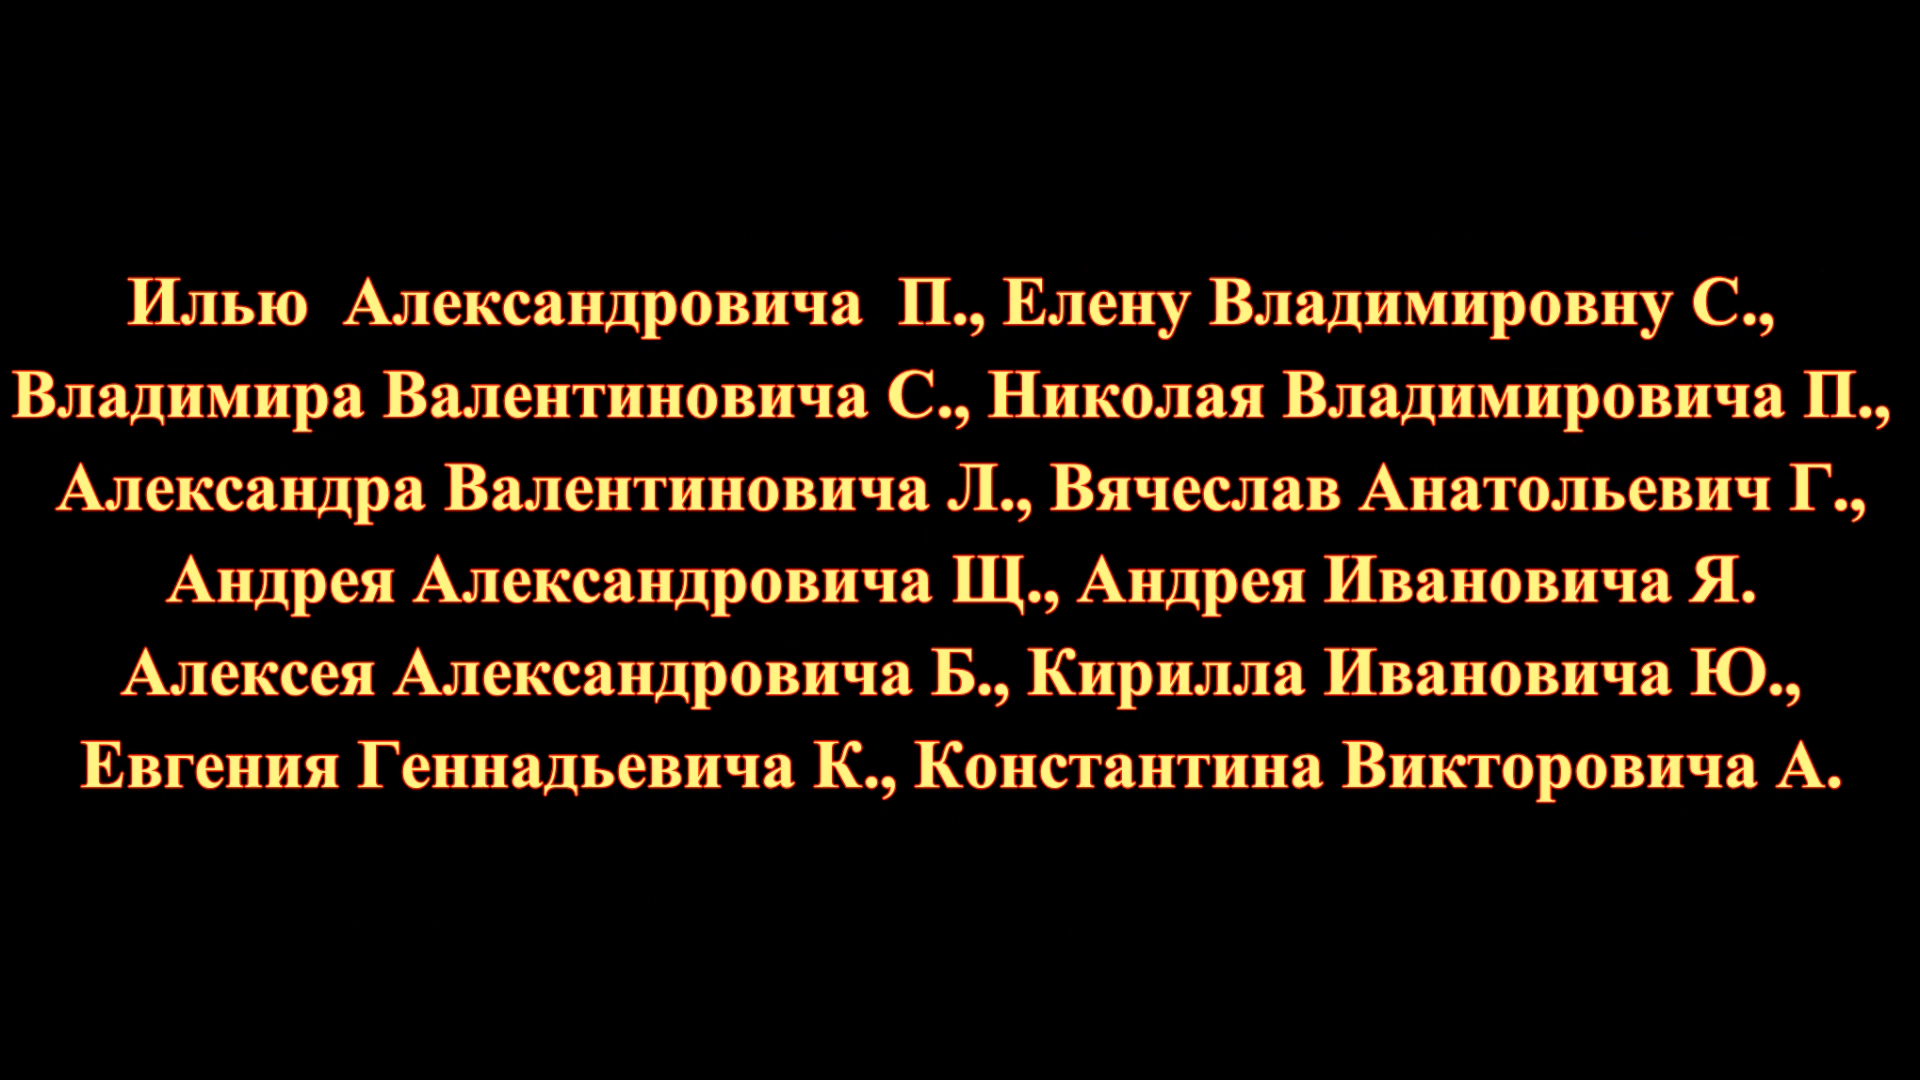 Илью Александровича П., Елену Владимировну С.,
Владимира Валентиновича С., Николая Владимировича П.,
Александра Валентиновича Л., Вячеслав Анатольевич Г.,
Андрея Александровича Щ., Андрея Ивановича Я.
Алексея Александровича Б., Кирилла Ивановича Ю.,
Евгения Геннадьевича К., Константина Викторовича А.